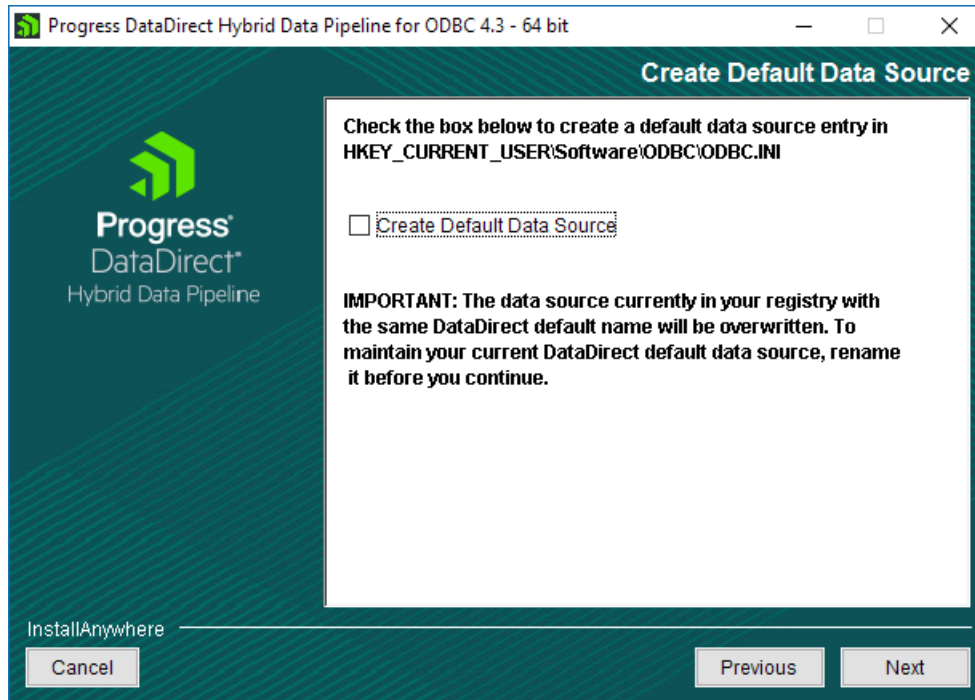 Progress DataDirect Hybrid Data Pipeline for ODBC 4.3 - 64 bit
Create Default Data Source
Progress®
DataDirect®
Hybrid Data Pipeline
Check the box below to create a default data source entry in
HKEY_CURRENT_USER\Software\ODBC\ODBC.INI
Create Default Data Source
IMPORTANT: The data source currently in your registry with
the same DataDirect default name will be overwritten. To
maintain your current DataDirect default data source, rename
it before you continue.
InstallAnywhere
Cancel
Previous
Next